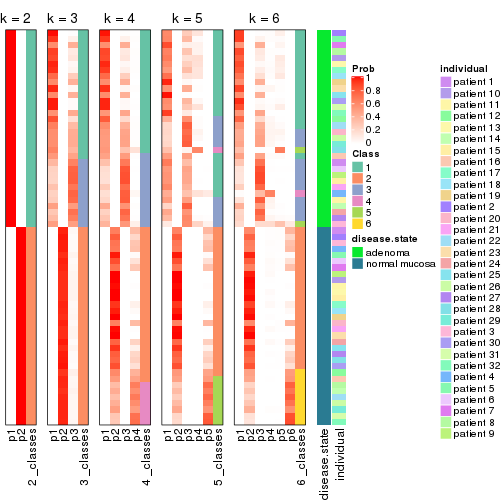 k = 2
k = 3
k = 4
k = 5
k = 6
p1
p2
2_classes
p1
p2
p3
3_classes
p1
p2
p3
p4
4_classes
p1
p2
p3
p4
p5
5_classes
p1
p2
p3
p4
p5
p6
6_classes
disease.state
individual
Prob
1
0.8
0.6
0.4
0.2
0
Class
1
2
3
4
5
6
disease.state
adenoma
normal mucosa
individual
patient 1
patient 10
patient 11
patient 12
patient 13
patient 14
patient 15
patient 16
patient 17
patient 18
patient 19
patient 2
patient 20
patient 21
patient 22
patient 23
patient 24
patient 25
patient 26
patient 27
patient 28
patient 29
patient 3
patient 30
patient 31
patient 32
patient 4
patient 5
patient 6
patient 7
patient 8
patient 9